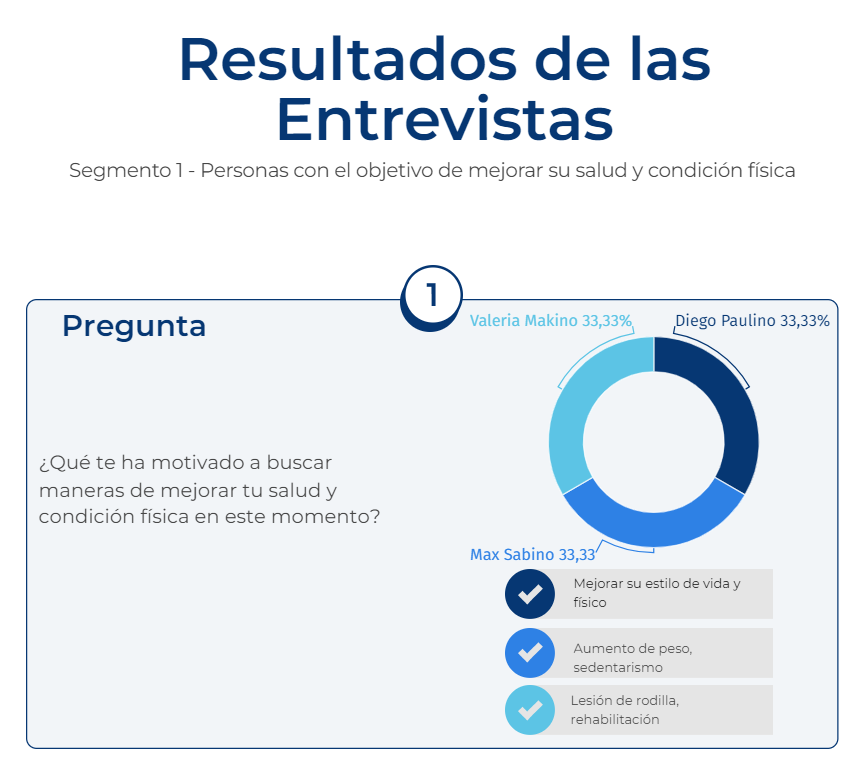 Resultados de las
Entrevistas
Segmento 1 - Personas con el objetivo de mejorar su salud y condición física
1
Pregunta
¿Qué te ha motivado a buscar
maneras de mejorar tu salud y
condición física en este momento?
Valeria Makino 33,33%
Diego Paulino 33,33%
Max Sabino 33,33
Mejorar su estilo de vida y
físico
Aumento de peso,
sedentarismo
Lesión de rodilla,
rehabilitación